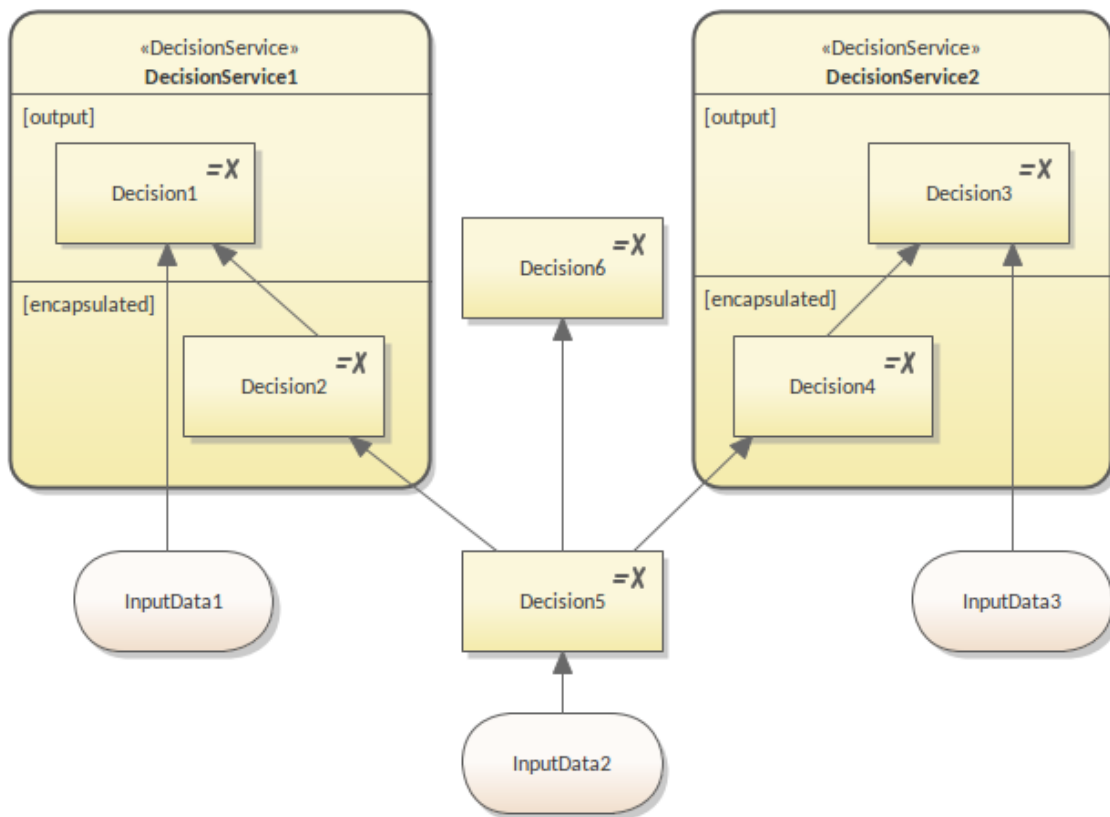 «DecisionService»
DecisionService1
[output]
=X
Decision1
[encapsulated]
=X
Decision2
=X
Decision6
«DecisionService»
DecisionService2
[output]
=X
Decision3
[encapsulated]
=X
Decision4
InputData1
=X
Decision5
InputData3
InputData2